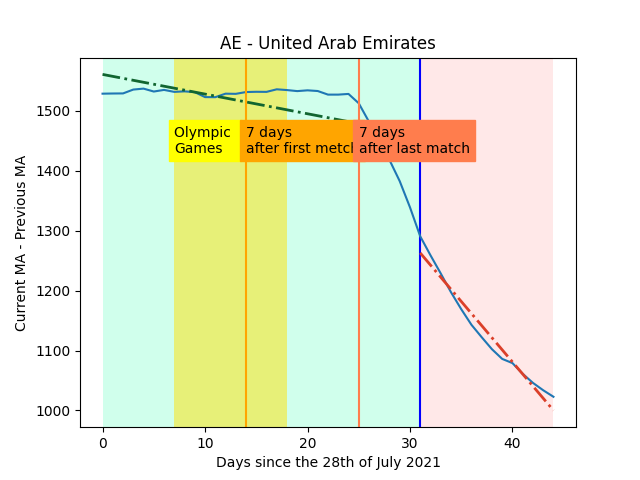 AE - United Arab Emirates
Current MA - Previous MA
1500
1400
1300
1200
1100
1000
Olympic
Games
7 days
after first metch
7 days
after last match
0
10
20
30
40
Days since the 28th of July 2021